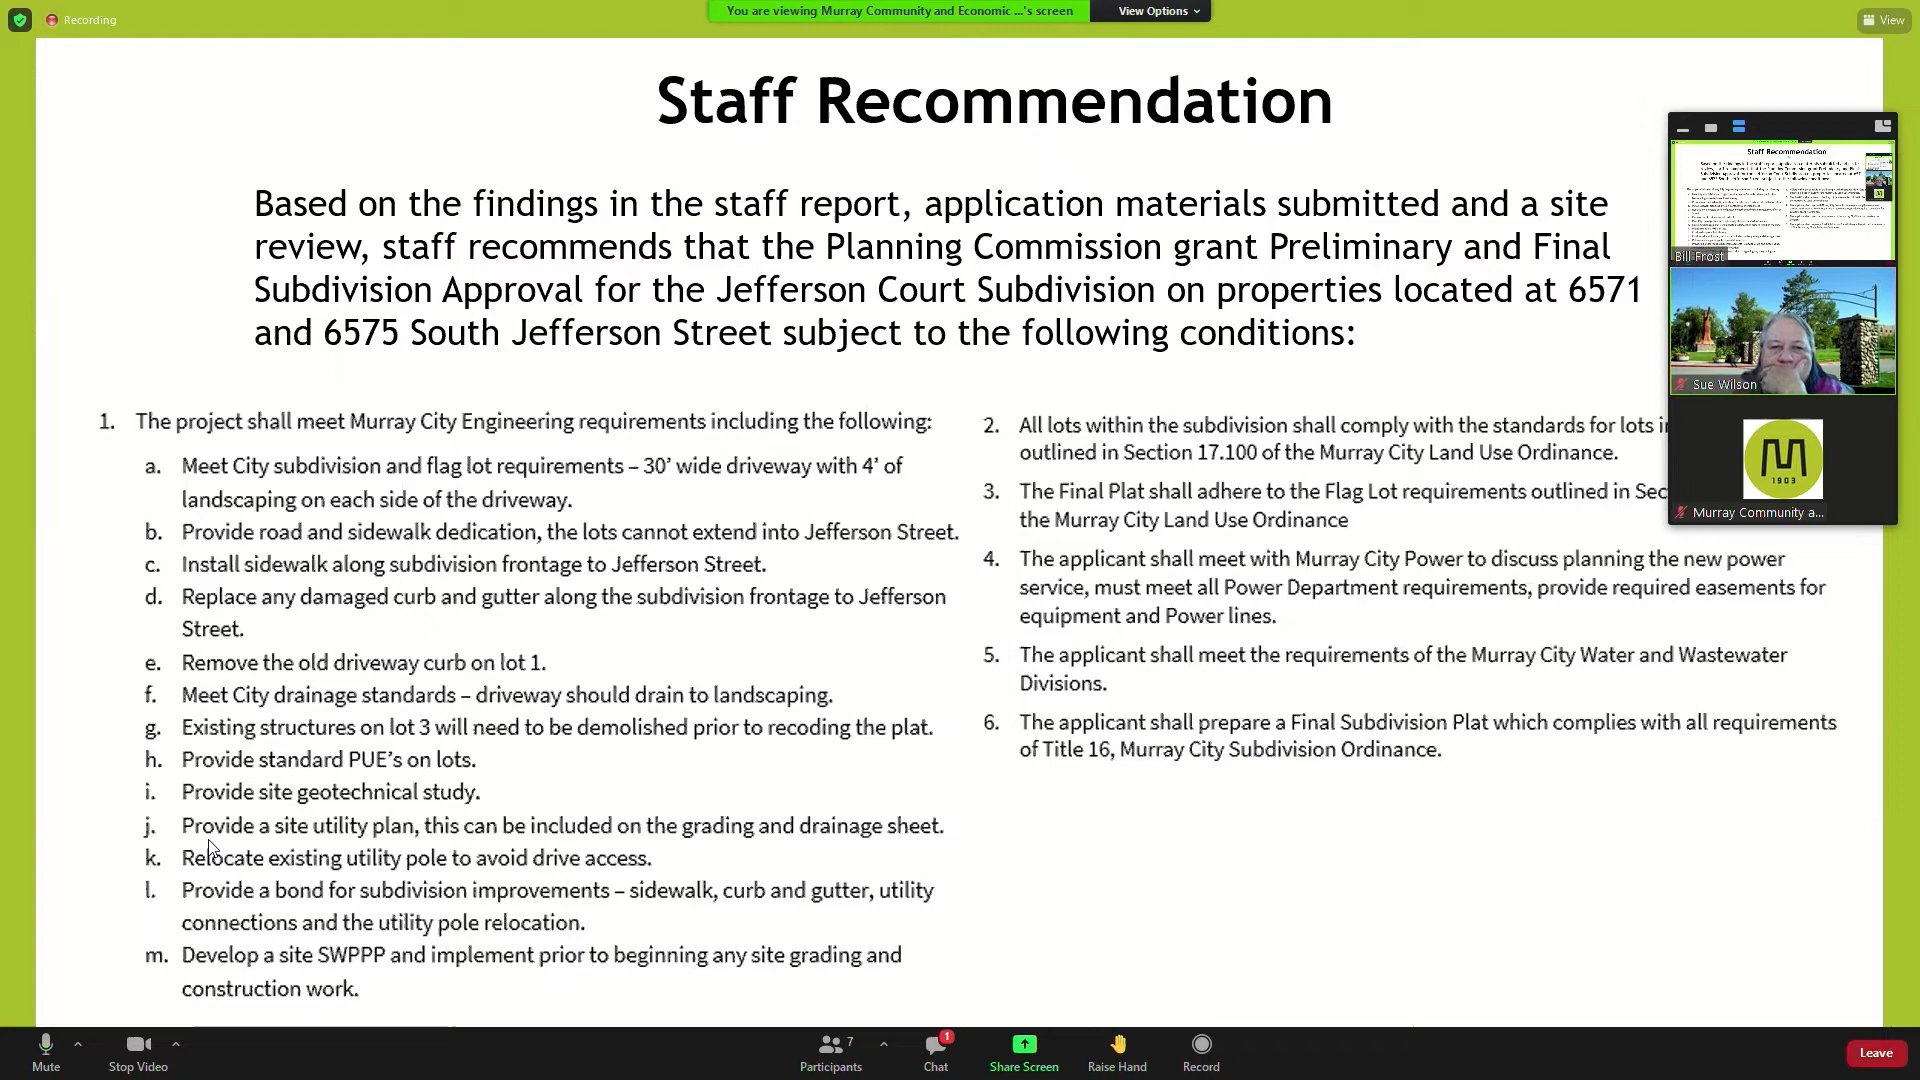 Recording
You are viewing Murray Community and Economic ...'s screen
View Options
View
Staff Recommendation
Based on the findings in the staff report, application materials submitted and a site
review, staff recommends that the Planning Commission grant Preliminary and Final
Subdivision Approval for the Jefferson Court Subdivision on properties located at 6571
and 6575 South Jefferson Street subject to the following conditions:
1. The project shall meet Murray City Engineering requirements including the following:
a. Meet City subdivision and flag lot requirements – 30’ wide driveway with 4’ of
landscaping on each side of the driveway.
b. Provide road and sidewalk dedication, the lots cannot extend into Jefferson Street.
c. Install sidewalk along subdivision frontage to Jefferson Street.
d. Replace any damaged curb and gutter along the subdivision frontage to Jefferson
Street.
e. Remove the old driveway curb on lot 1.
f. Meet City drainage standards – driveway should drain to landscaping.
g. Existing structures on lot 3 will need to be demolished prior to recoding the plat.
h. Provide standard PUE’s on lots.
i. Provide site geotechnical study.
j. Provide a site utility plan, this can be included on the grading and drainage sheet.
k. Relocate existing utility pole to avoid drive access.
l. Provide a bond for subdivision improvements – sidewalk, curb and gutter, utility
connections and the utility pole relocation.
m. Develop a site SWPPP and implement prior to beginning any site grading and
construction work.
2. All lots within the subdivision shall comply with the standards for lots
outlined in Section 17.100 of the Murray City Land Use Ordinance.
3. The Final Plat shall adhere to the Flag Lot requirements outlined in Sec
the Murray City Land Use Ordinance
4. The applicant shall meet with Murray City Power to discuss planning the new power
service, must meet all Power Department requirements, provide required easements for
equipment and Power lines.
5. The applicant shall meet the requirements of the Murray City Water and Wastewater
Divisions.
6. The applicant shall prepare a Final Subdivision Plat which complies with all requirements
of Title 16, Murray City Subdivision Ordinance.
Staff Recommendation
Bill Frost
Sue Wilson
M
1903
Murray Community a...
Mute
Stop Video
7
Participants
1
Chat
Share Screen
Raise Hand
Record
Leave